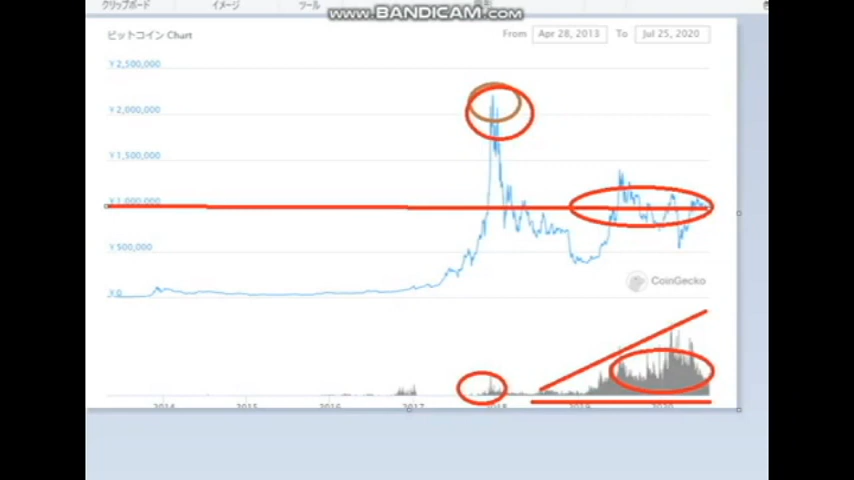 クリップボード イメージ ツール
www.BANDICAM.com
ビットコイン Chart From Apr 28, 2013 To Jul 25, 2020
¥2,500,000
¥2,000,000
¥1,500,000
¥1,000,000
¥500,000
¥0
CoinGecko
2014 2015 2016 2017 2018 2019 2020